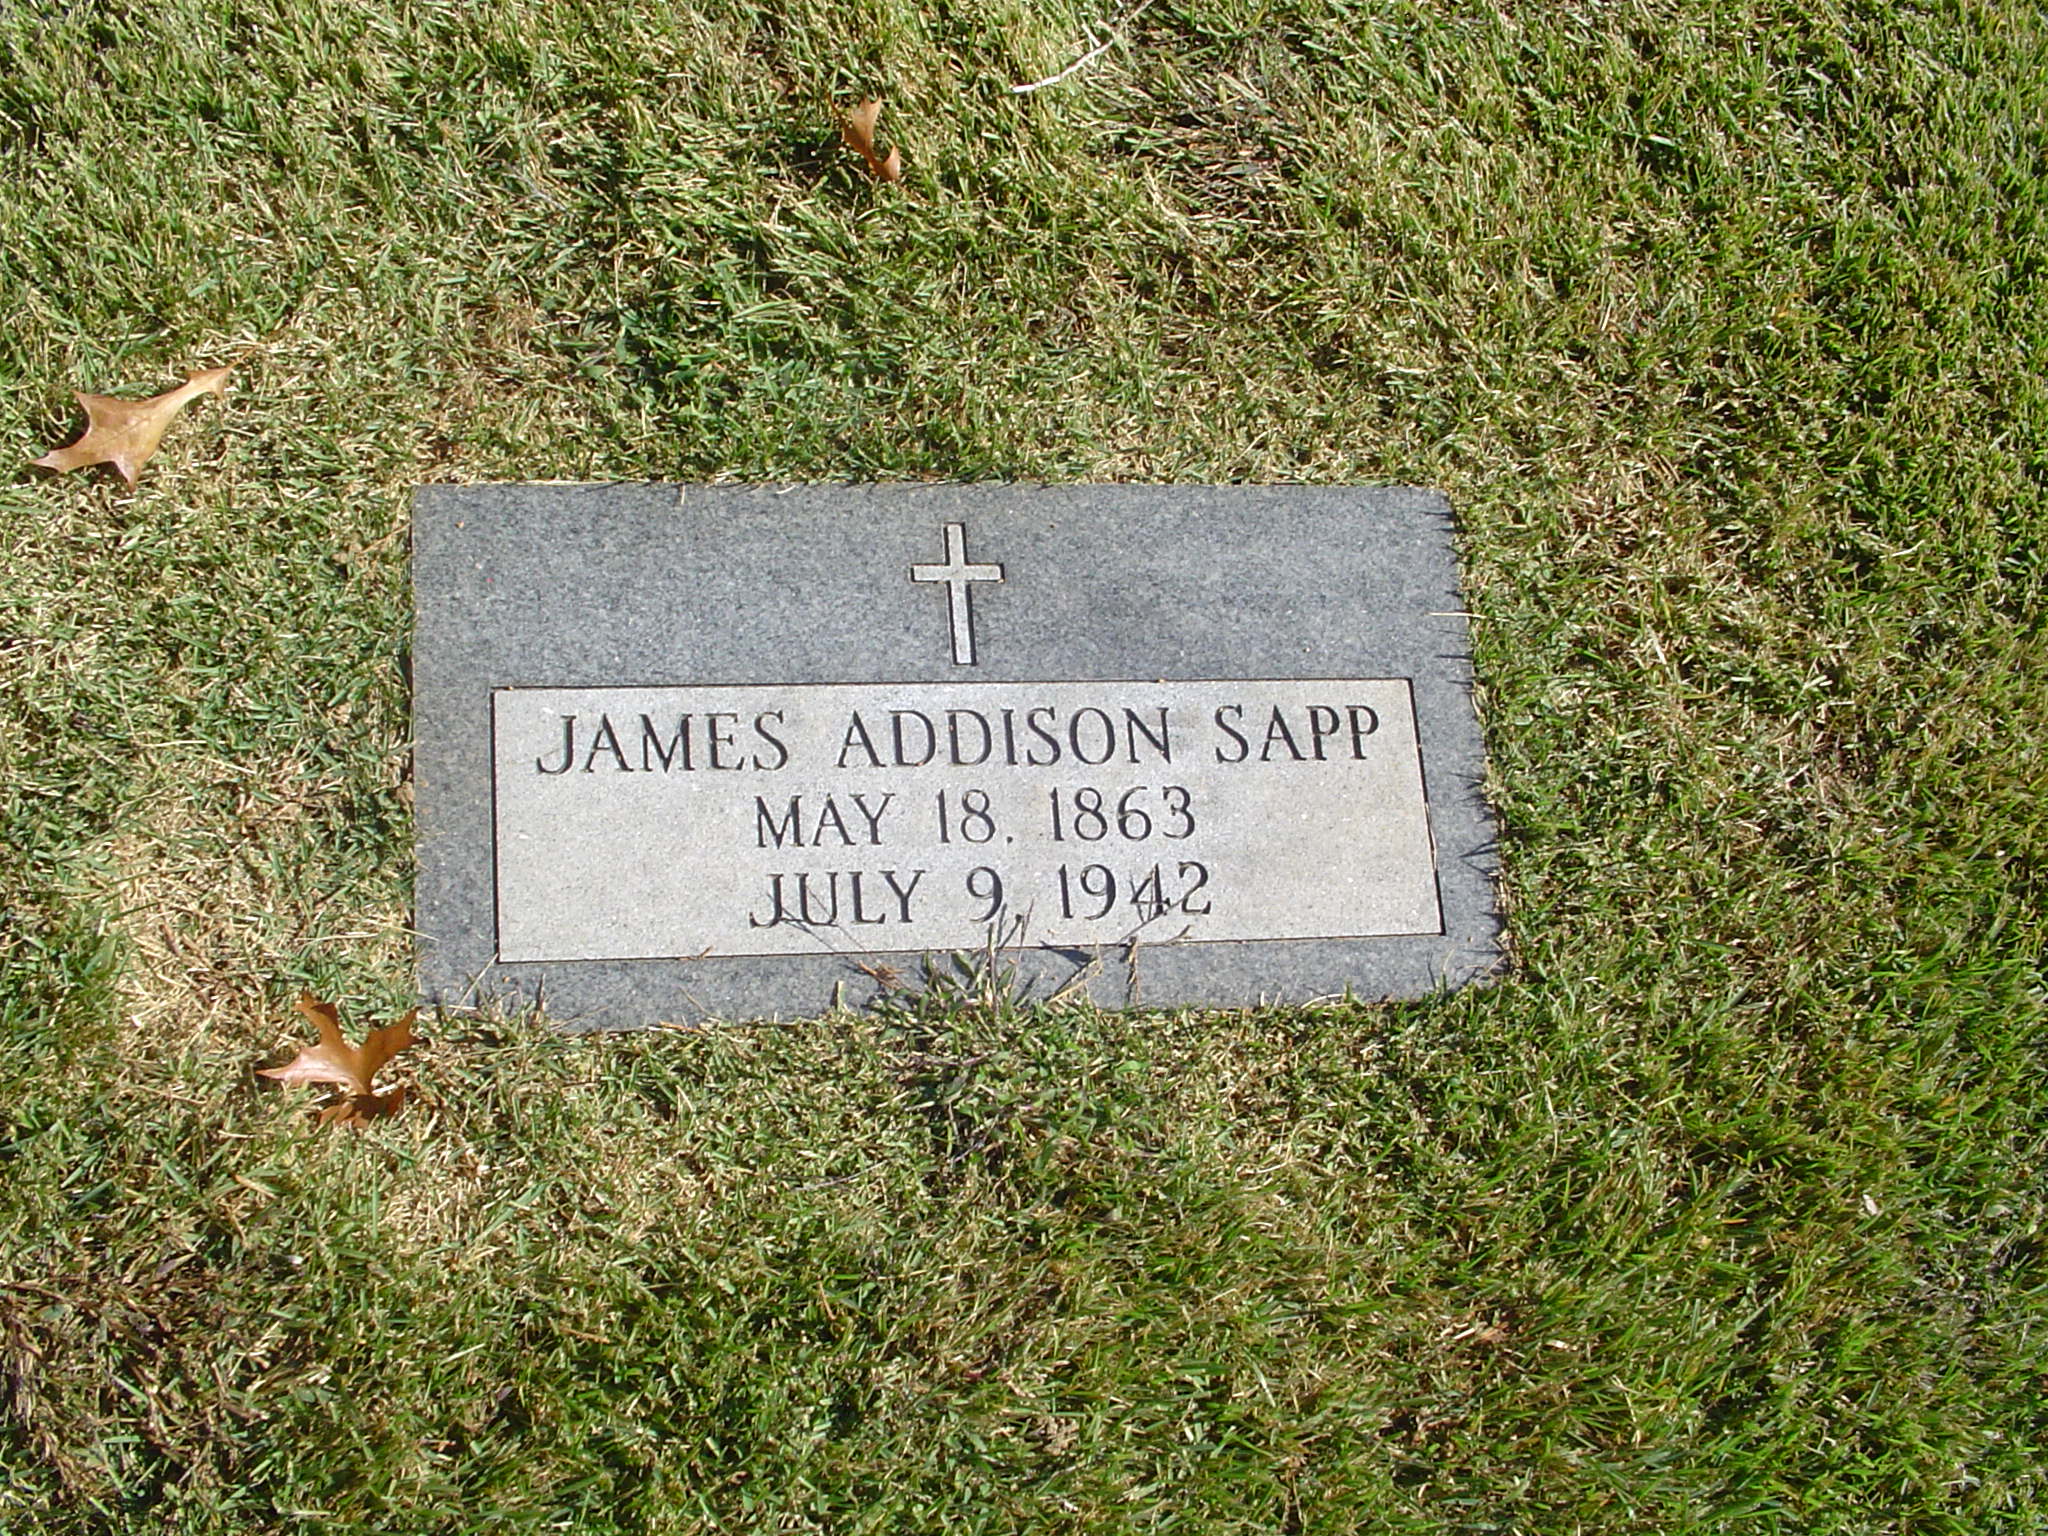 JAMES ADDISON SAPP
MAY 18. 1863
JULY 9, 1942